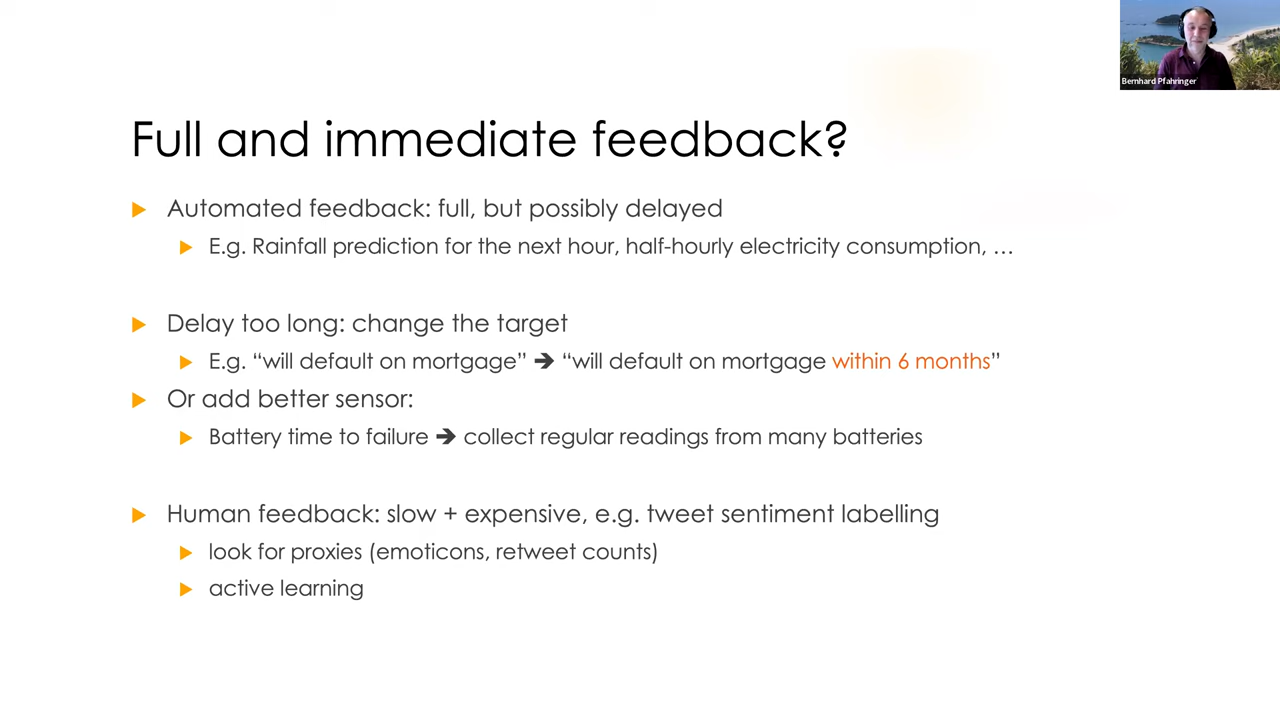 Bernhard Pfahringer
Full and immediate feedback?
Automated feedback: full, but possibly delayed
E.g. Rainfall prediction for the next hour, half-hourly electricity consumption, …
Delay too long: change the target
E.g. “will default on mortgage” ➔ “will default on mortgage within 6 months”
Or add better sensor:
Battery time to failure ➔ collect regular readings from many batteries
Human feedback: slow + expensive, e.g. tweet sentiment labelling
look for proxies (emoticons, retweet counts)
active learning